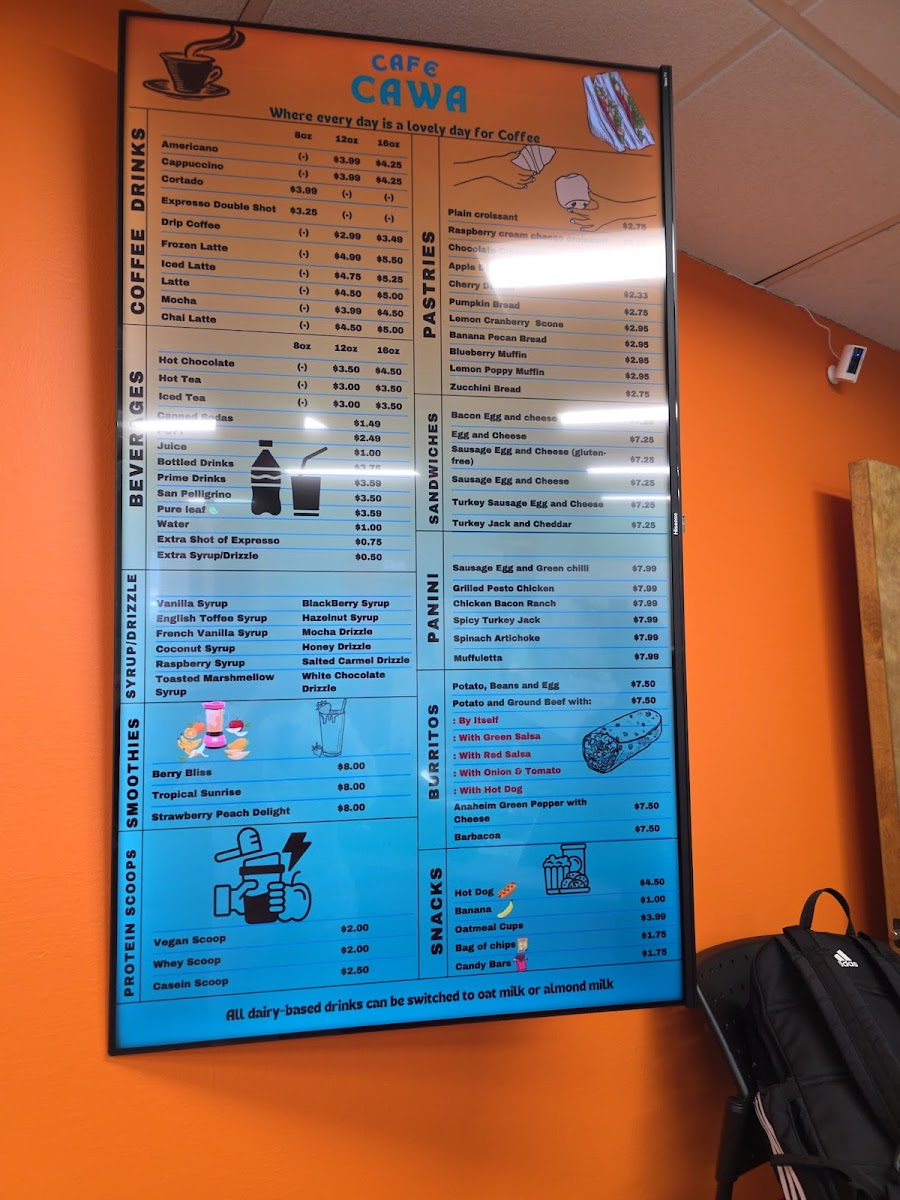 CAFE
CAWA
Where every day is a lovely day for Coffee
COFFEE DRINKS
8oz 12oz 16oz
Americano (-) $3.99 $4.25
Cappuccino (-) $3.99 $4.25
Cortado $3.99 (-) (-)
Expresso Double Shot $3.25 (-) (-)
Drip Coffee (-) $2.99 $3.49
Frozen Latte (-) $4.99 $5.50
Iced Latte (-) $4.75 $5.25
Latte (-) $4.50 $5.00
Mocha (-) $3.99 $4.50
Chai Latte (-) $4.50 $5.00
BEVERAGES
8oz 12oz 16oz
Hot Chocolate (-) $3.50 $4.50
Hot Tea (-) $3.00 $3.50
Iced Tea (-) $3.00 $3.50
Canned Sodas $1.49
$2.49
Juice $1.00
Bottled Drinks $3.75
Prime Drinks $3.59
San Pelligrino $3.50
Pure leaf $3.59
Water $1.00
Extra Shot of Expresso $0.75
Extra Syrup/Drizzle $0.50
SYRUP/DRIZZLE
Vanilla Syrup BlackBerry Syrup
English Toffee Syrup Hazelnut Syrup
French Vanilla Syrup Mocha Drizzle
Coconut Syrup Honey Drizzle
Raspberry Syrup Salted Carmel Drizzle
Toasted Marshmellow White Chocolate
Syrup Drizzle
SMOOTHIES
Berry Bliss $8.00
Tropical Sunrise $8.00
Strawberry Peach Delight $8.00
PROTEIN SCOOPS
Vegan Scoop $2.00
Whey Scoop $2.00
Casein Scoop $2.50
PASTRIES
Plain croissant $2.75
Raspberry cream cheese
Chocolate
Apple
Cherry $2.33
Pumpkin Bread $2.75
Lemon Cranberry Scone $2.95
Banana Pecan Bread $2.95
Blueberry Muffin $2.95
Lemon Poppy Muffin $2.95
Zucchini Bread $2.75
SANDWICHES
Bacon Egg and cheese
Egg and Cheese $7.25
Sausage Egg and Cheese (gluten-
free) $7.25
Sausage Egg and Cheese $7.25
Turkey Sausage Egg and Cheese $7.25
Turkey Jack and Cheddar $7.25
PANINI
Sausage Egg and Green chilli $7.99
Grilled Pesto Chicken $7.99
Chicken Bacon Ranch $7.99
Spicy Turkey Jack $7.99
Spinach Artichoke $7.99
Muffuletta $7.99
BURRITOS
Potato, Beans and Egg $7.50
Potato and Ground Beef with: $7.50
: By Itself
: With Green Salsa
: With Red Salsa
: With Onion & Tomato
: With Hot Dog
Anaheim Green Pepper with
Cheese $7.50
Barbacoa $7.50
SNACKS
Hot Dog $4.50
Banana $1.00
Oatmeal Cups $3.99
Bag of chips $1.75
Candy Bars $1.75
All dairy-based drinks can be switched to oat milk or almond milk
Hisense
adidas